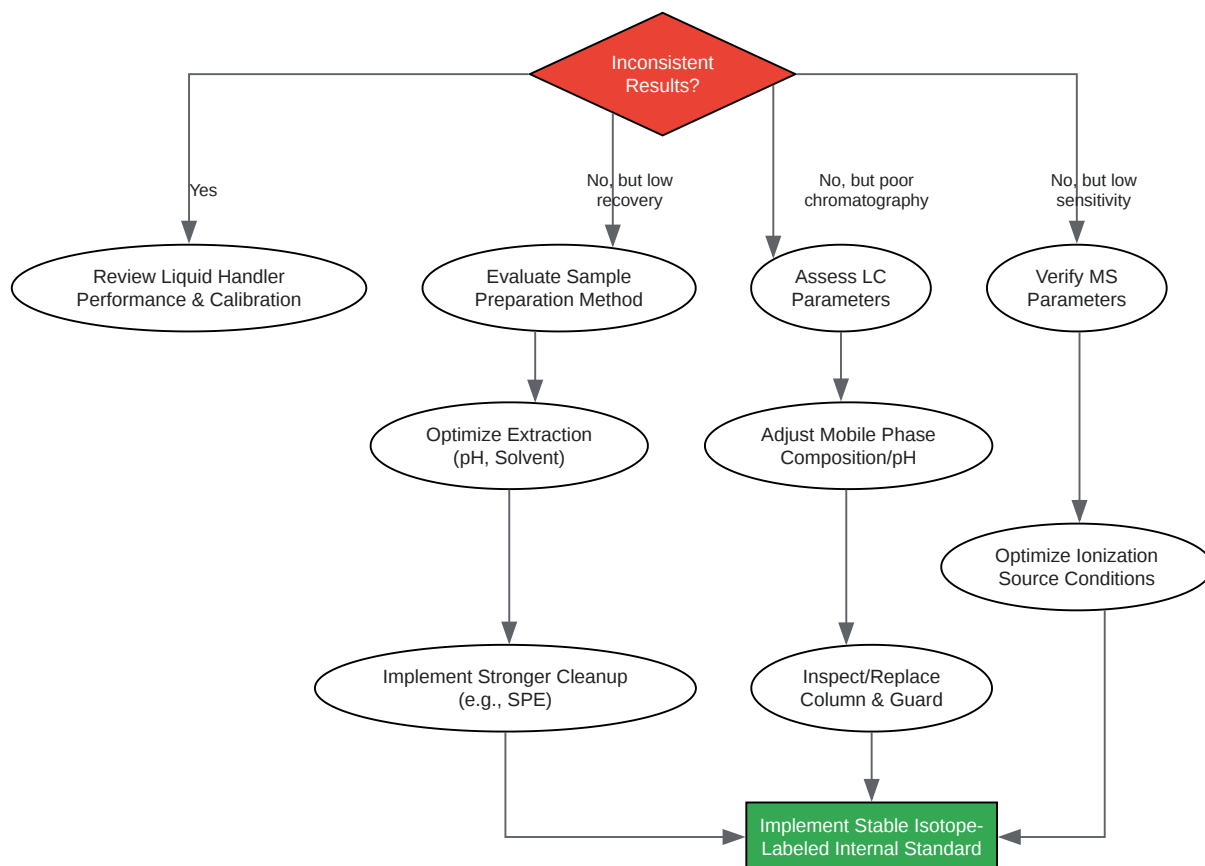 Inconsistent
Results?
Yes
No, but low
recovery
No, but poor
chromatography
No, but low
sensitivity
Review Liquid Handler
Performance & Calibration
Evaluate Sample
Preparation Method
Assess LC
Parameters
Verify MS
Parameters
Optimize Extraction
(pH, Solvent)
Adjust Mobile Phase
Composition/pH
Optimize Ionization
Source Conditions
Implement Stronger Cleanup
(e.g., SPE)
Inspect/Replace
Column & Guard
Implement Stable Isotope-
Labeled Internal Standard